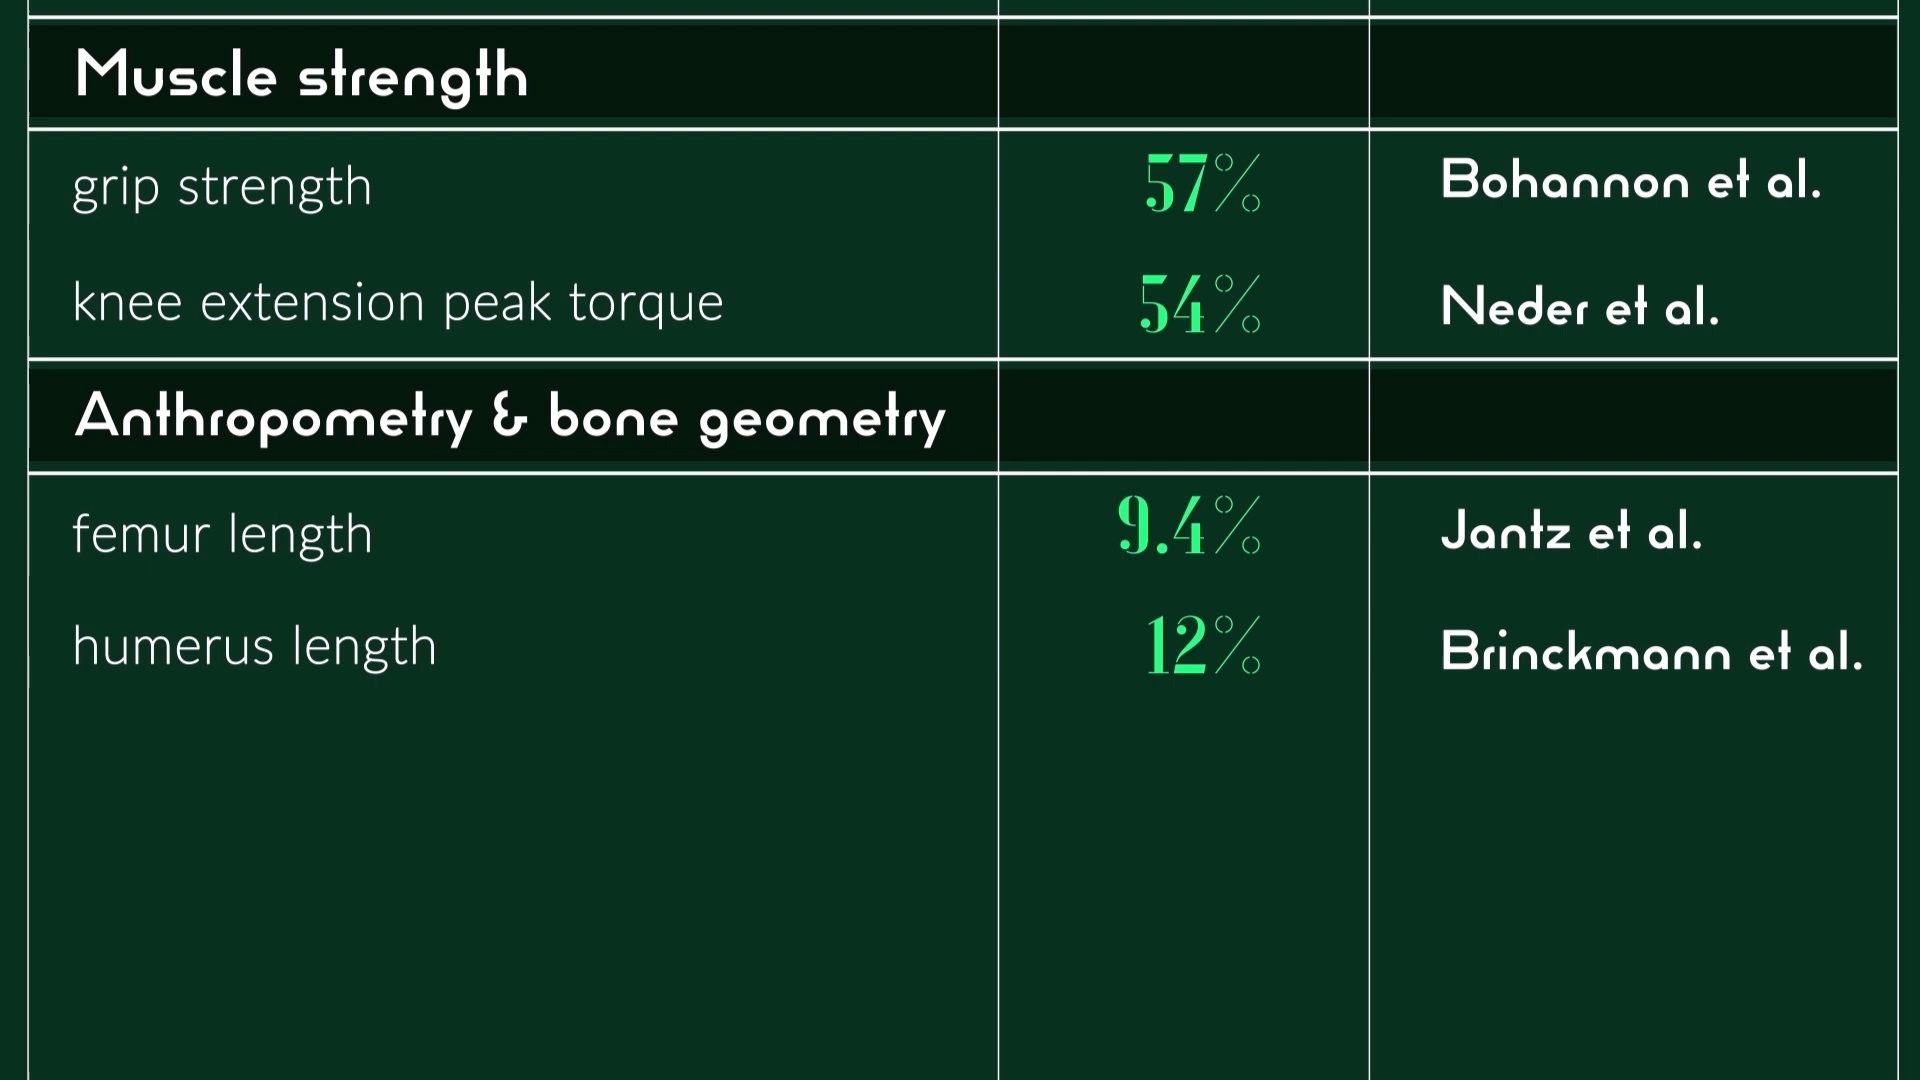 Muscle strength
grip strength 57% Bohannon et al.
knee extension peak torque 54% Neder et al.
Anthropometry & bone geometry
femur length 9.4% Jantz et al.
humerus length 12% Brinckmann et al.